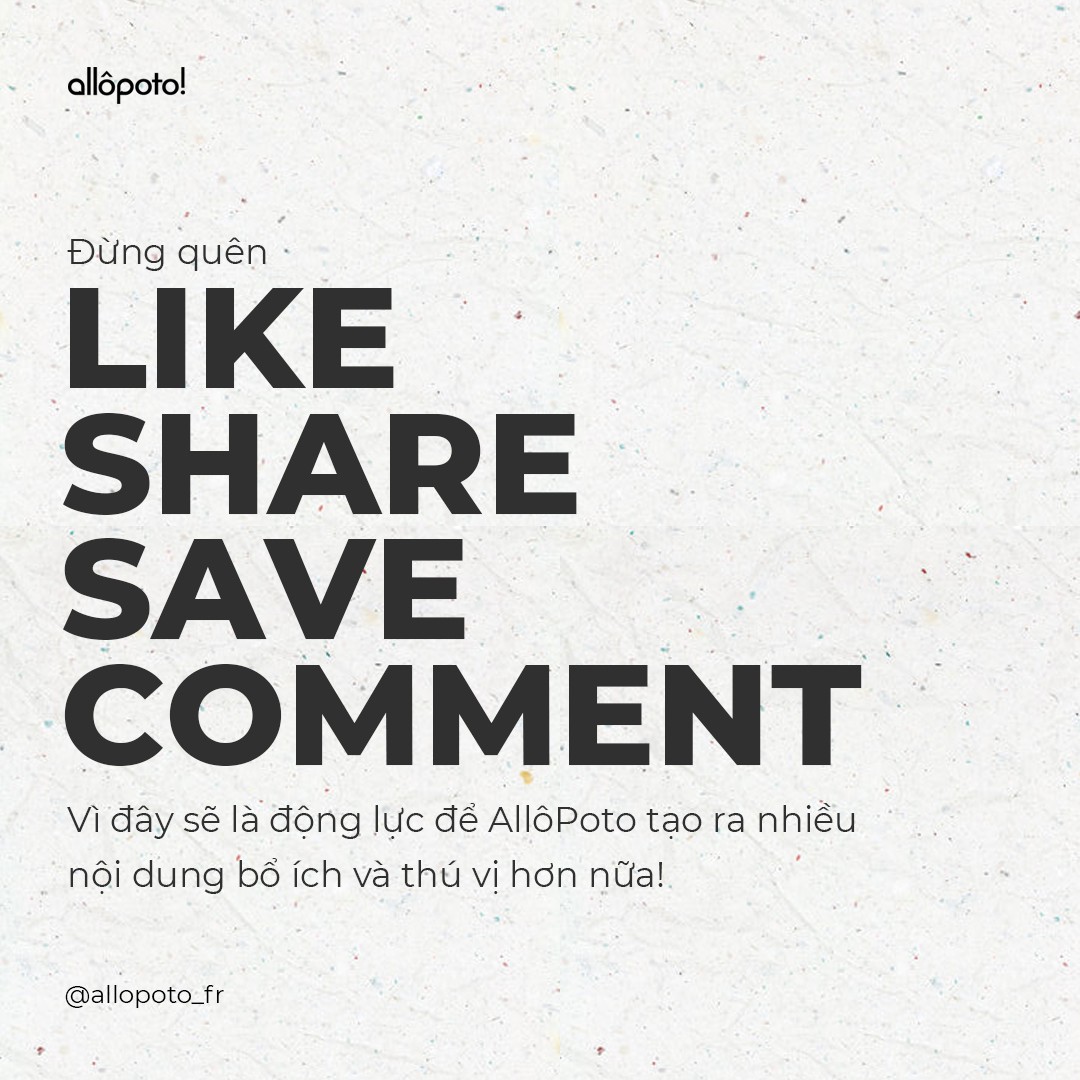 allôpoto!
Đừng quên
LIKE
SHARE
SAVE
COMMENT
Vì đây sẽ là động lực để AllôPoto tạo ra nhiều
nội dung bổ ích và thú vị hơn nữa!
@allopoto_fr